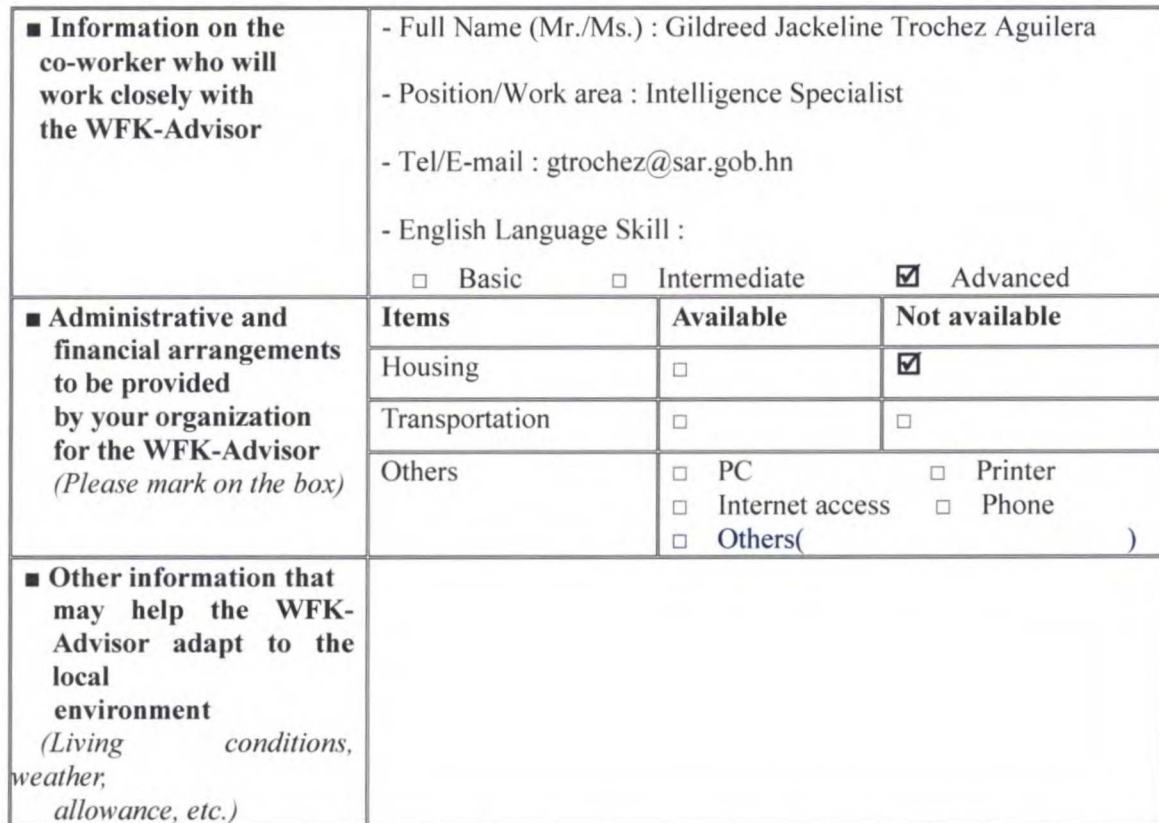 ■ Information on the
co-worker who will
work closely with
the WFK-Advisor
- Full Name (Mr./Ms.) : Gildreed Jackeline Trochez Aguilera
- Position/Work area : Intelligence Specialist
- Tel/E-mail : gtrochez@sar.gob.hn
- English Language Skill :
□ Basic □ Intermediate ☑ Advanced
■ Administrative and
financial arrangements
to be provided
by your organization
for the WFK-Advisor
(Please mark on the box)
Items Available Not available
Housing □ ☑
Transportation □ □
Others □ PC □ Printer
□ Internet access □ Phone
□ Others( )
■ Other information that
may help the WFK-
Advisor adapt to the
local
environment
(Living conditions,
weather,
allowance, etc.)